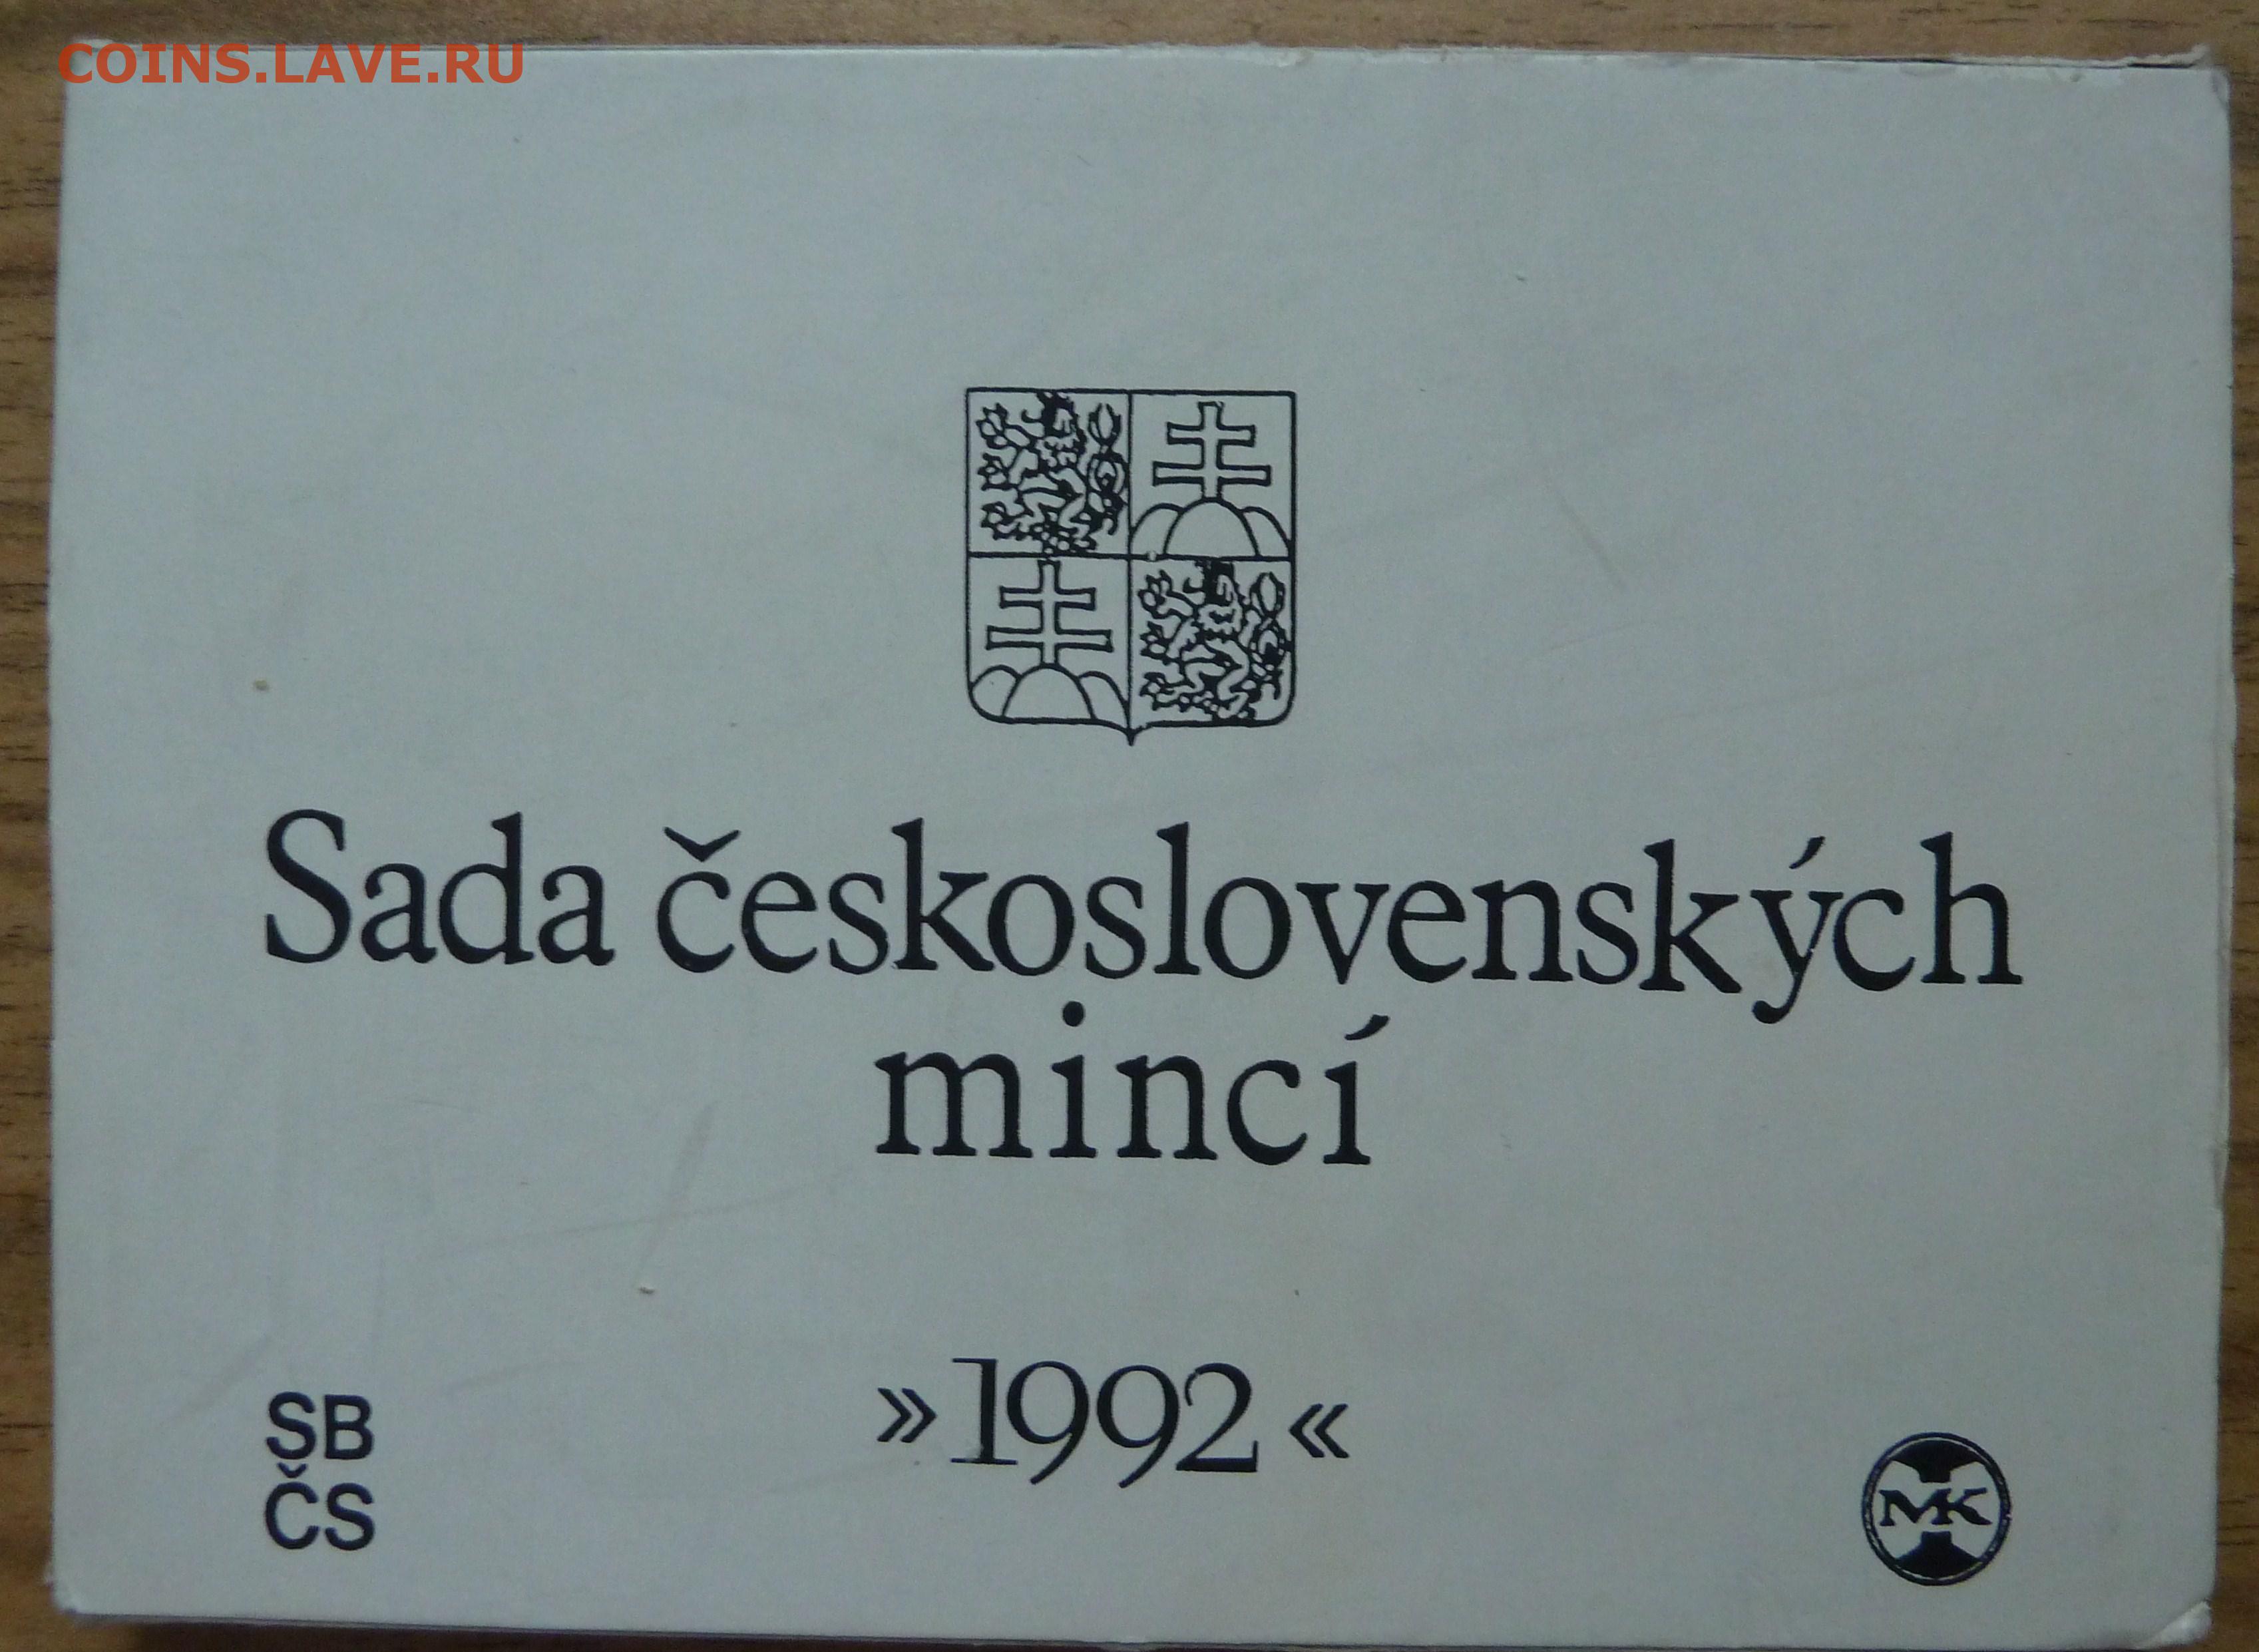 COINS.LAVE.RU
Sada československých
mincí
»1992«
SB
ČS
MK